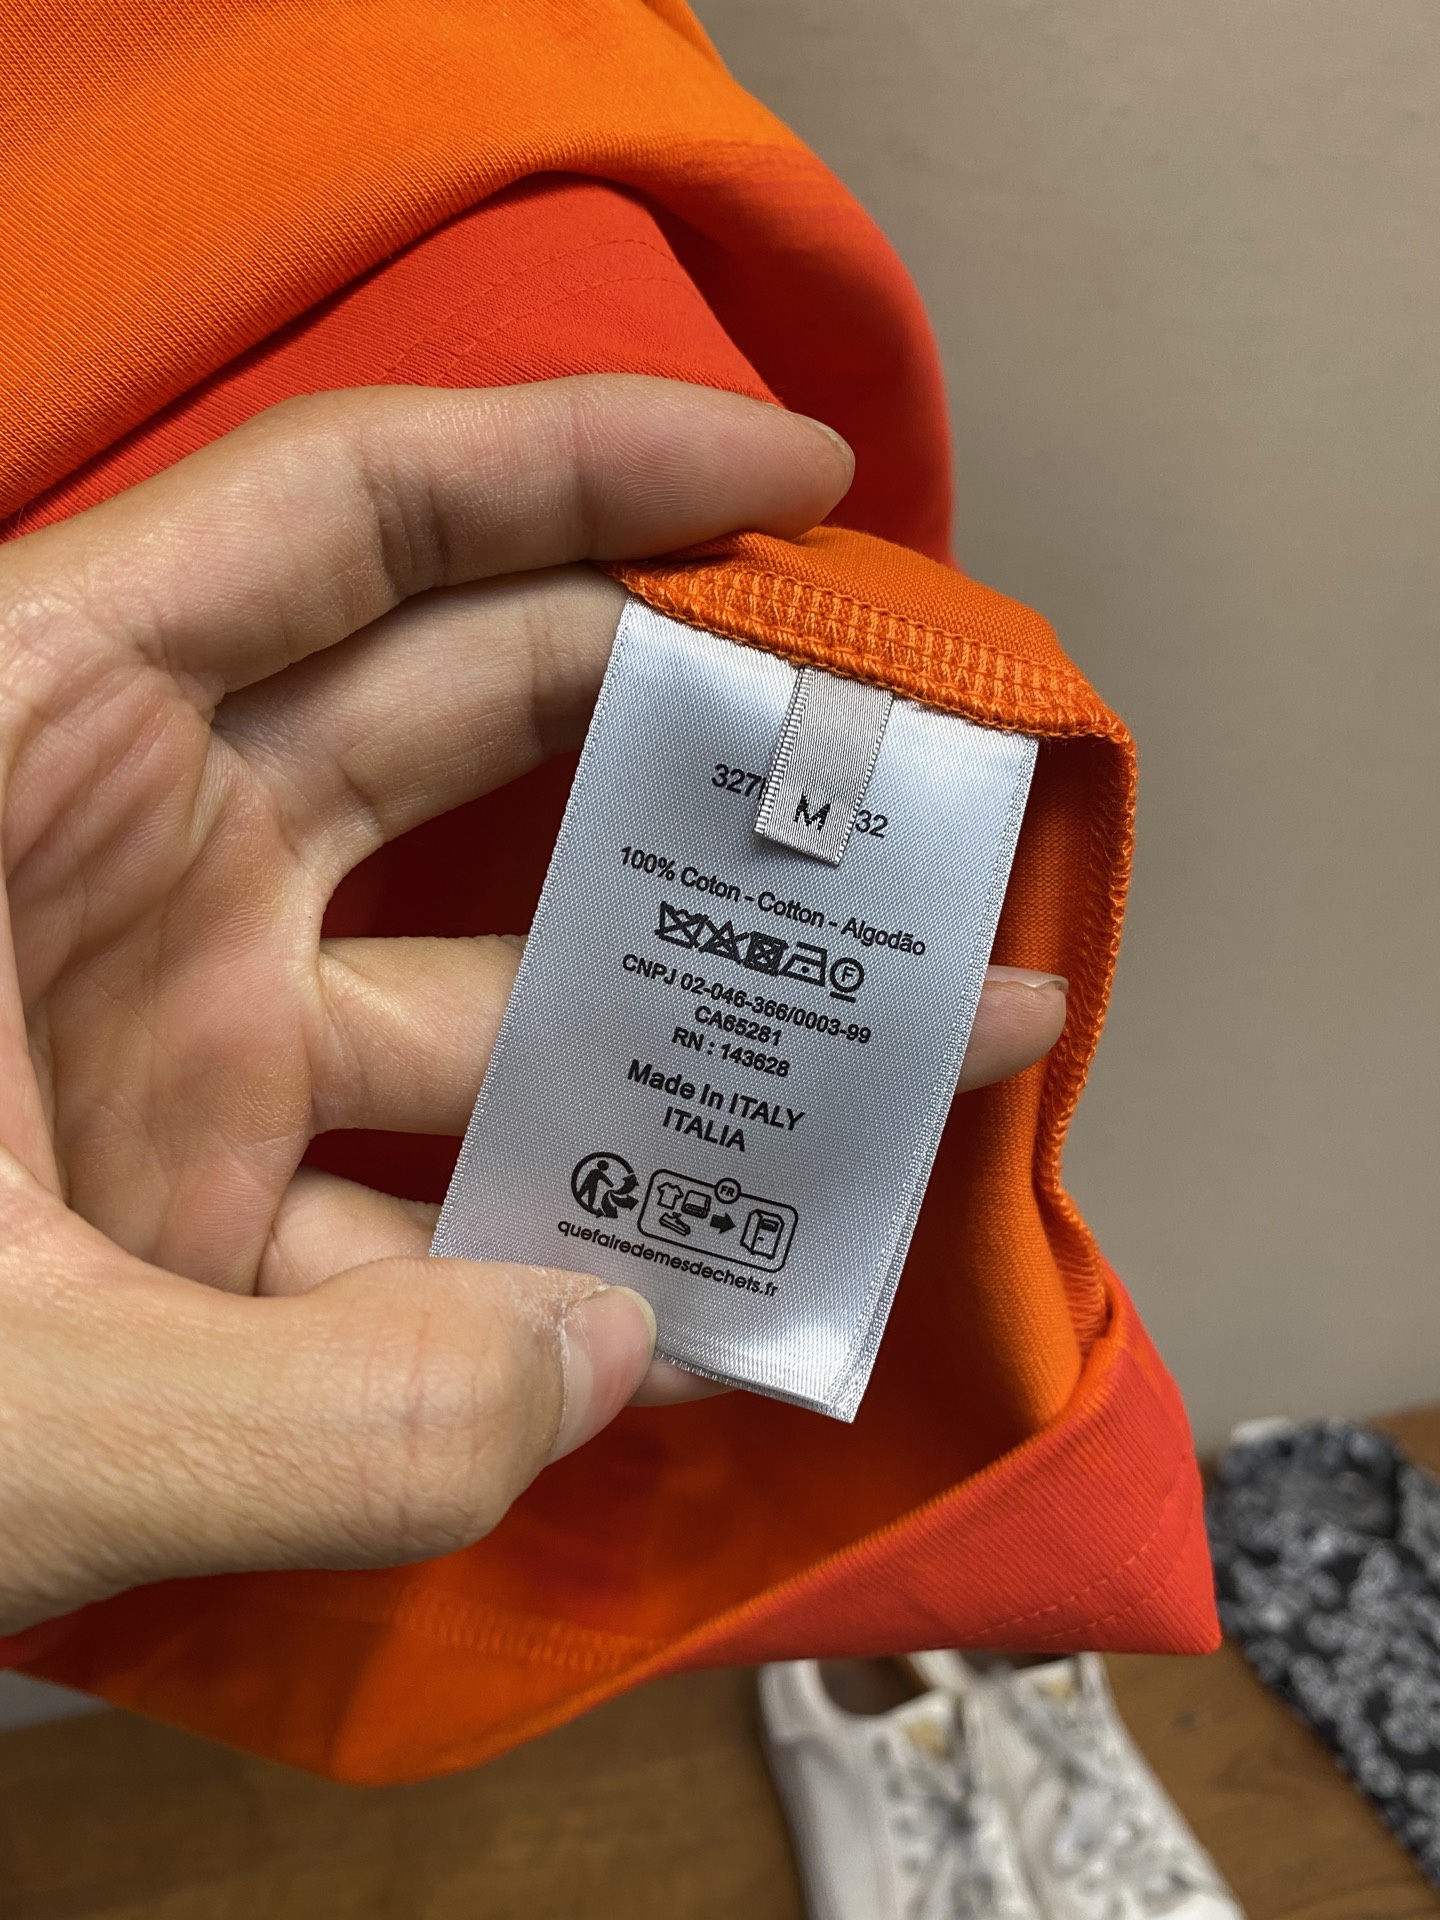 M
327 32
100% Coton - Cotton - Algodão
F
CNPJ 02-046-366/0003-99
CA65281
RN : 143628
Made In ITALY
ITALIA
FR
quefairedemesdechets.fr